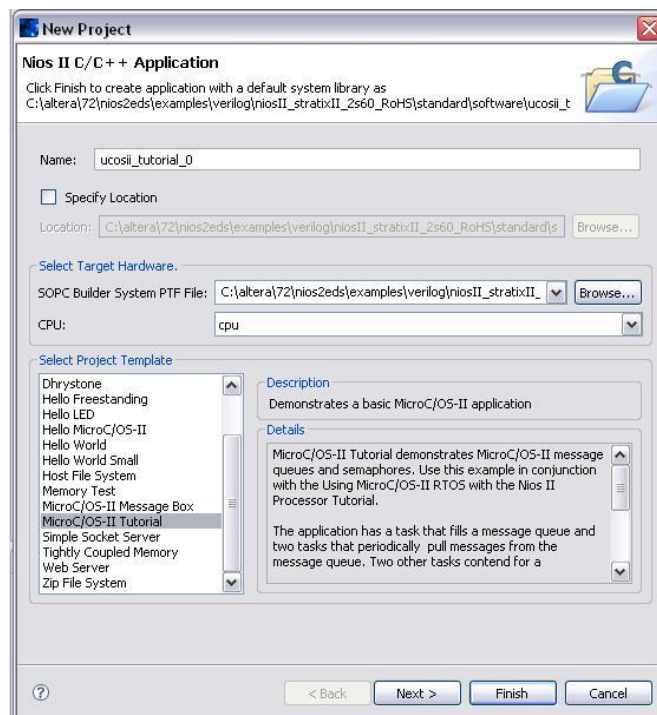 New Project
Nios II C/C++ Application
Click Finish to create application with a default system library as
C:\altera\72\nios2eds\examples\verilog\niosII_stratixII_2s60_RoHS\standard\software\ucosii_t
Name: ucosii_tutorial_0
Specify Location
Location: C:\altera\72\nios2eds\examples\verilog\niosII_stratixII_2s60_RoHS\standard\s Browse...
Select Target Hardware.
SOPC Builder System PTF File: C:\altera\72\nios2eds\examples\verilog\niosII_stratixII_ Browse...
CPU: cpu
Select Project Template
Dhrystone
Hello Freestanding
Hello LED
Hello MicroC/OS-II
Hello World
Hello World Small
Host File System
Memory Test
MicroC/OS-II Message Box
MicroC/OS-II Tutorial
Simple Socket Server
Tightly Coupled Memory
Web Server
Zip File System
Description
Demonstrates a basic MicroC/OS-II application
Details
MicroC/OS-II Tutorial demonstrates MicroC/OS-II message
queues and semaphores. Use this example in conjunction
with the Using MicroC/OS-II RTOS with the Nios II
Processor Tutorial.
The application has a task that fills a message queue and
two tasks that periodically pull messages from the
message queue. Two other tasks contend for a
? < Back Next > Finish Cancel